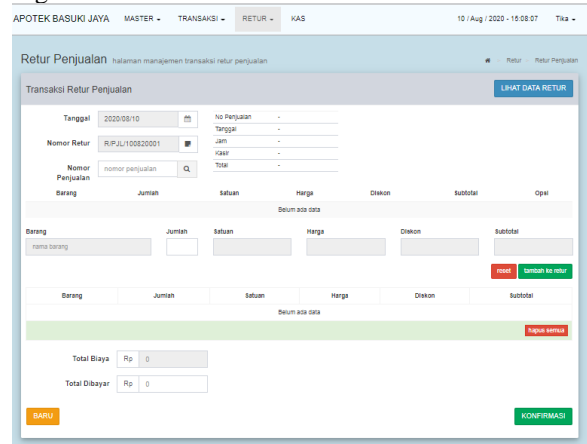 APOTEK BASUKI JAYA MASTER TRANSAKSI RETUR KAS 10 / Aug / 2020 - 15:08:07 Tika
Retur Penjualan halaman manajemen transaksi retur penjualan Retur Retur Penjualan
Transaksi Retur Penjualan LIHAT DATA RETUR
Tanggal 2020/08/10
No Penjualan -
Tanggal -
Nomor Retur R/PJL/100820001
Jam -
Kasir -
Nomor Penjualan nomor penjualan
Total -
Barang Jumlah Satuan Harga Diskon Subtotal Opsi
Belum ada data
Barang Jumlah Satuan Harga Diskon Subtotal
nama barang
reset tambah ke retur
Barang Jumlah Satuan Harga Diskon Subtotal
Belum ada data
hapus semua
Total Biaya Rp 0
Total Dibayar Rp 0
BARU KONFIRMASI